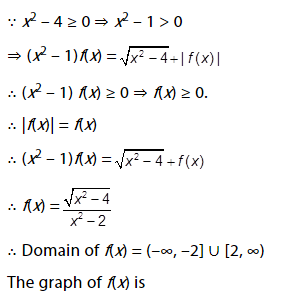 ∵ x² – 4 ≥ 0 ⇒ x² – 1 > 0
⇒ (x² – 1)f(x) = √(x² – 4) + |f(x)|
∴ (x² – 1) f(x) ≥ 0 ⇒ f(x) ≥ 0.
∴ |f(x)| = f(x)
∴ (x² – 1)f(x) = √(x² – 4) + f(x)
∴ f(x) = √(x² – 4) / (x² – 2)
∴ Domain of f(x) = (–∞, –2] ∪ [2, ∞)
The graph of f(x) is